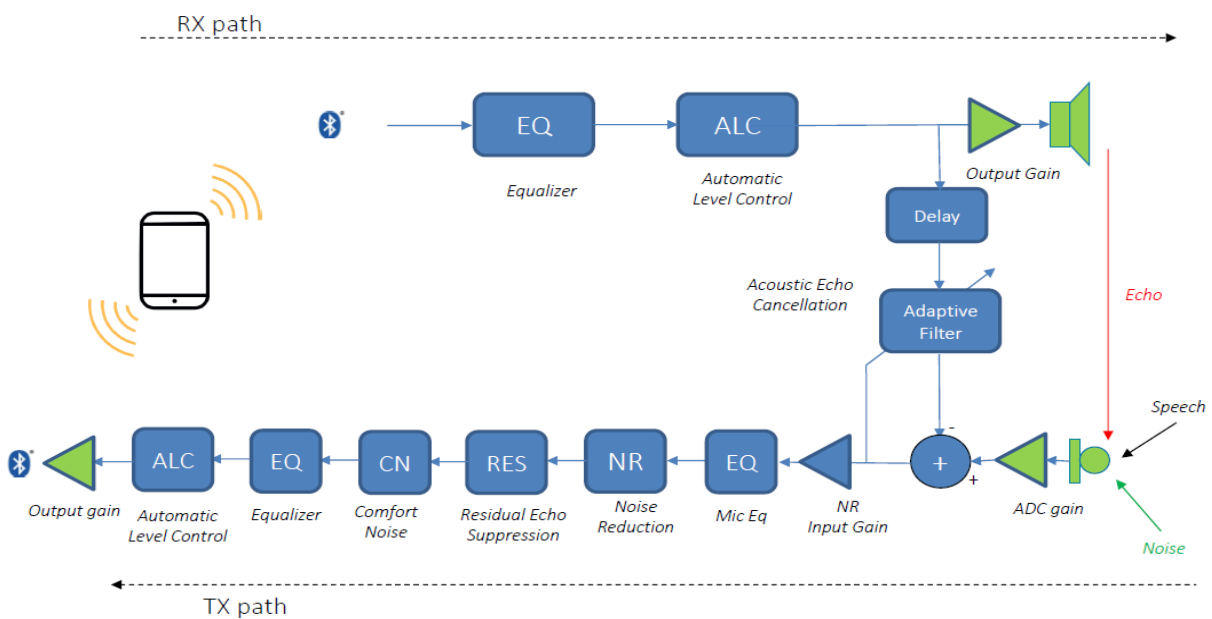 RX path
EQ
ALC
Equalizer
Automatic
Level Control
Output Gain
Delay
Acoustic Echo
Cancellation
Adaptive
Filter
Echo
Speech
-
+
+
ALC
EQ
CN
RES
NR
EQ
Output gain
Automatic
Level Control
Equalizer
Comfort
Noise
Residual Echo
Suppression
Noise
Reduction
Mic Eq
NR
Input Gain
ADC gain
Noise
TX path